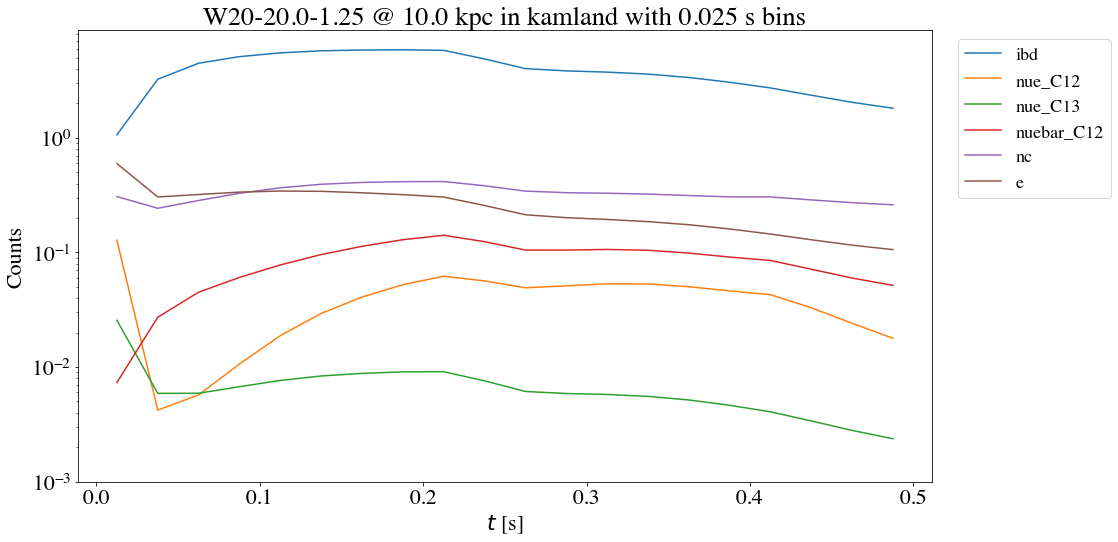 W20-20.0-1.25 @ 10.0 kpc in kamland with 0.025 s bins
Counts
10⁰
10⁻¹
10⁻²
10⁻³
0.0 0.1 0.2 0.3 0.4 0.5
t [s]
ibd
nue_C12
nue_C13
nuebar_C12
nc
e